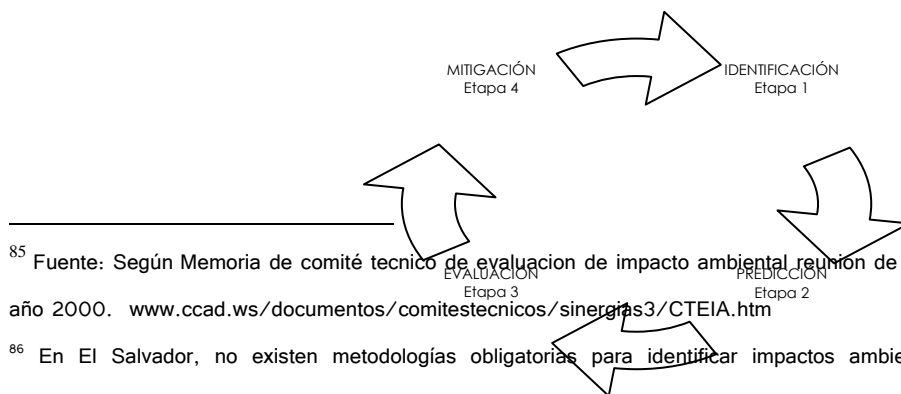 MITIGACIÓN
Etapa 4
IDENTIFICACIÓN
Etapa 1
85 Fuente: Según Memoria de comité tecnico de evaluacion de impacto ambiental reunión de
EVALUACIÓN
Etapa 3
PREDICCIÓN
Etapa 2
año 2000. www.ccad.ws/documentos/comitestecnicos/sinergias3/CTEIA.htm
86 En El Salvador, no existen metodologías obligatorias para identificar impactos ambie